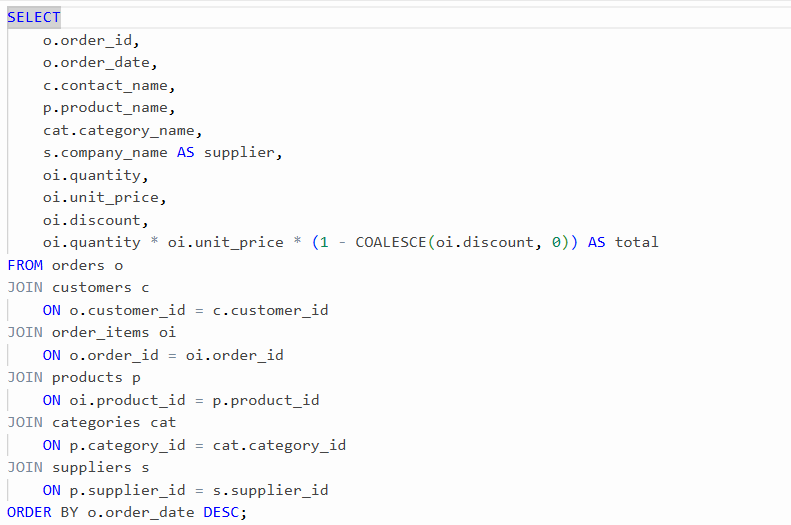 SELECT
    o.order_id,
    o.order_date,
    c.contact_name,
    p.product_name,
    cat.category_name,
    s.company_name AS supplier,
    oi.quantity,
    oi.unit_price,
    oi.discount,
    oi.quantity * oi.unit_price * (1 - COALESCE(oi.discount, 0)) AS total
FROM orders o
JOIN customers c
    ON o.customer_id = c.customer_id
JOIN order_items oi
    ON o.order_id = oi.order_id
JOIN products p
    ON oi.product_id = p.product_id
JOIN categories cat
    ON p.category_id = cat.category_id
JOIN suppliers s
    ON p.supplier_id = s.supplier_id
ORDER BY o.order_date DESC;